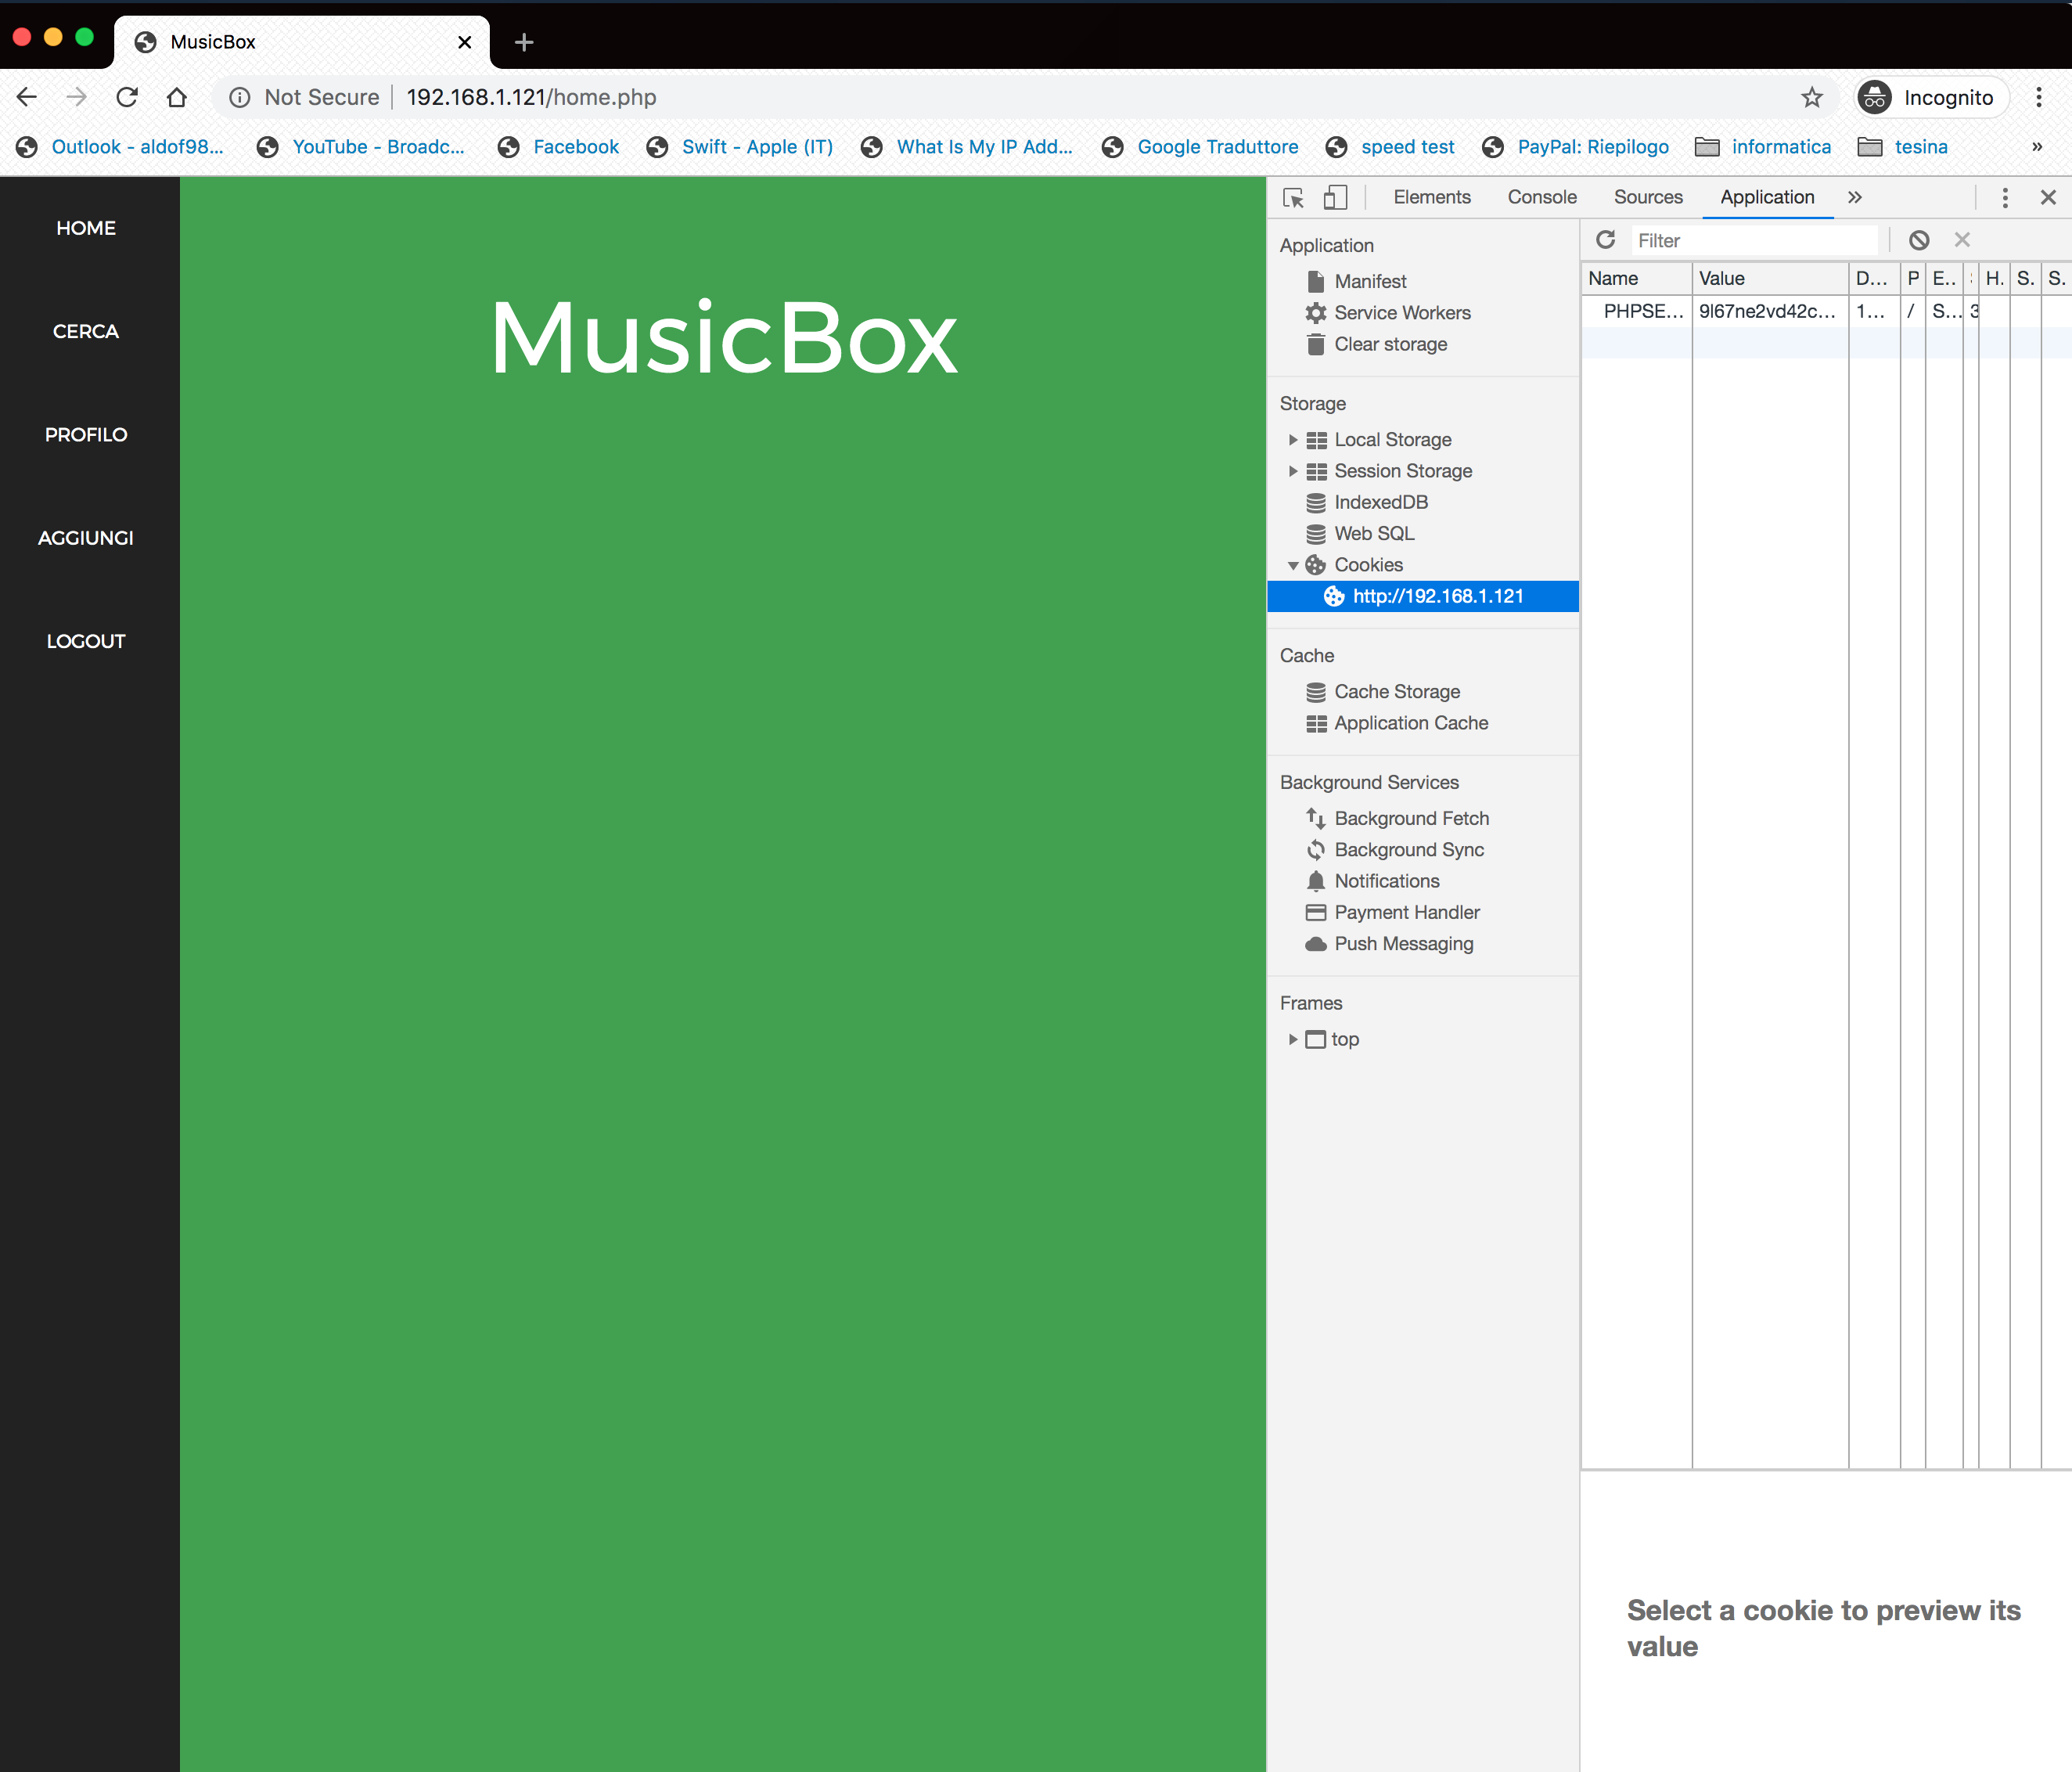 MusicBox
Not Secure | 192.168.1.121/home.php
Incognito
Outlook - aldof98... YouTube - Broadc... Facebook Swift - Apple (IT) What Is My IP Add... Google Traduttore speed test PayPal: Riepilogo informatica tesina »
HOME
CERCA
PROFILO
AGGIUNGI
LOGOUT
MusicBox
Elements Console Sources Application »
Application
Manifest
Service Workers
Clear storage
Storage
Local Storage
Session Storage
IndexedDB
Web SQL
Cookies
http://192.168.1.121
Cache
Cache Storage
Application Cache
Background Services
Background Fetch
Background Sync
Notifications
Payment Handler
Push Messaging
Frames
top
Filter
Name Value D... P E.. H. S. S.
PHPSE... 9l67ne2vd42c... 1... / S... 3
Select a cookie to preview its
value